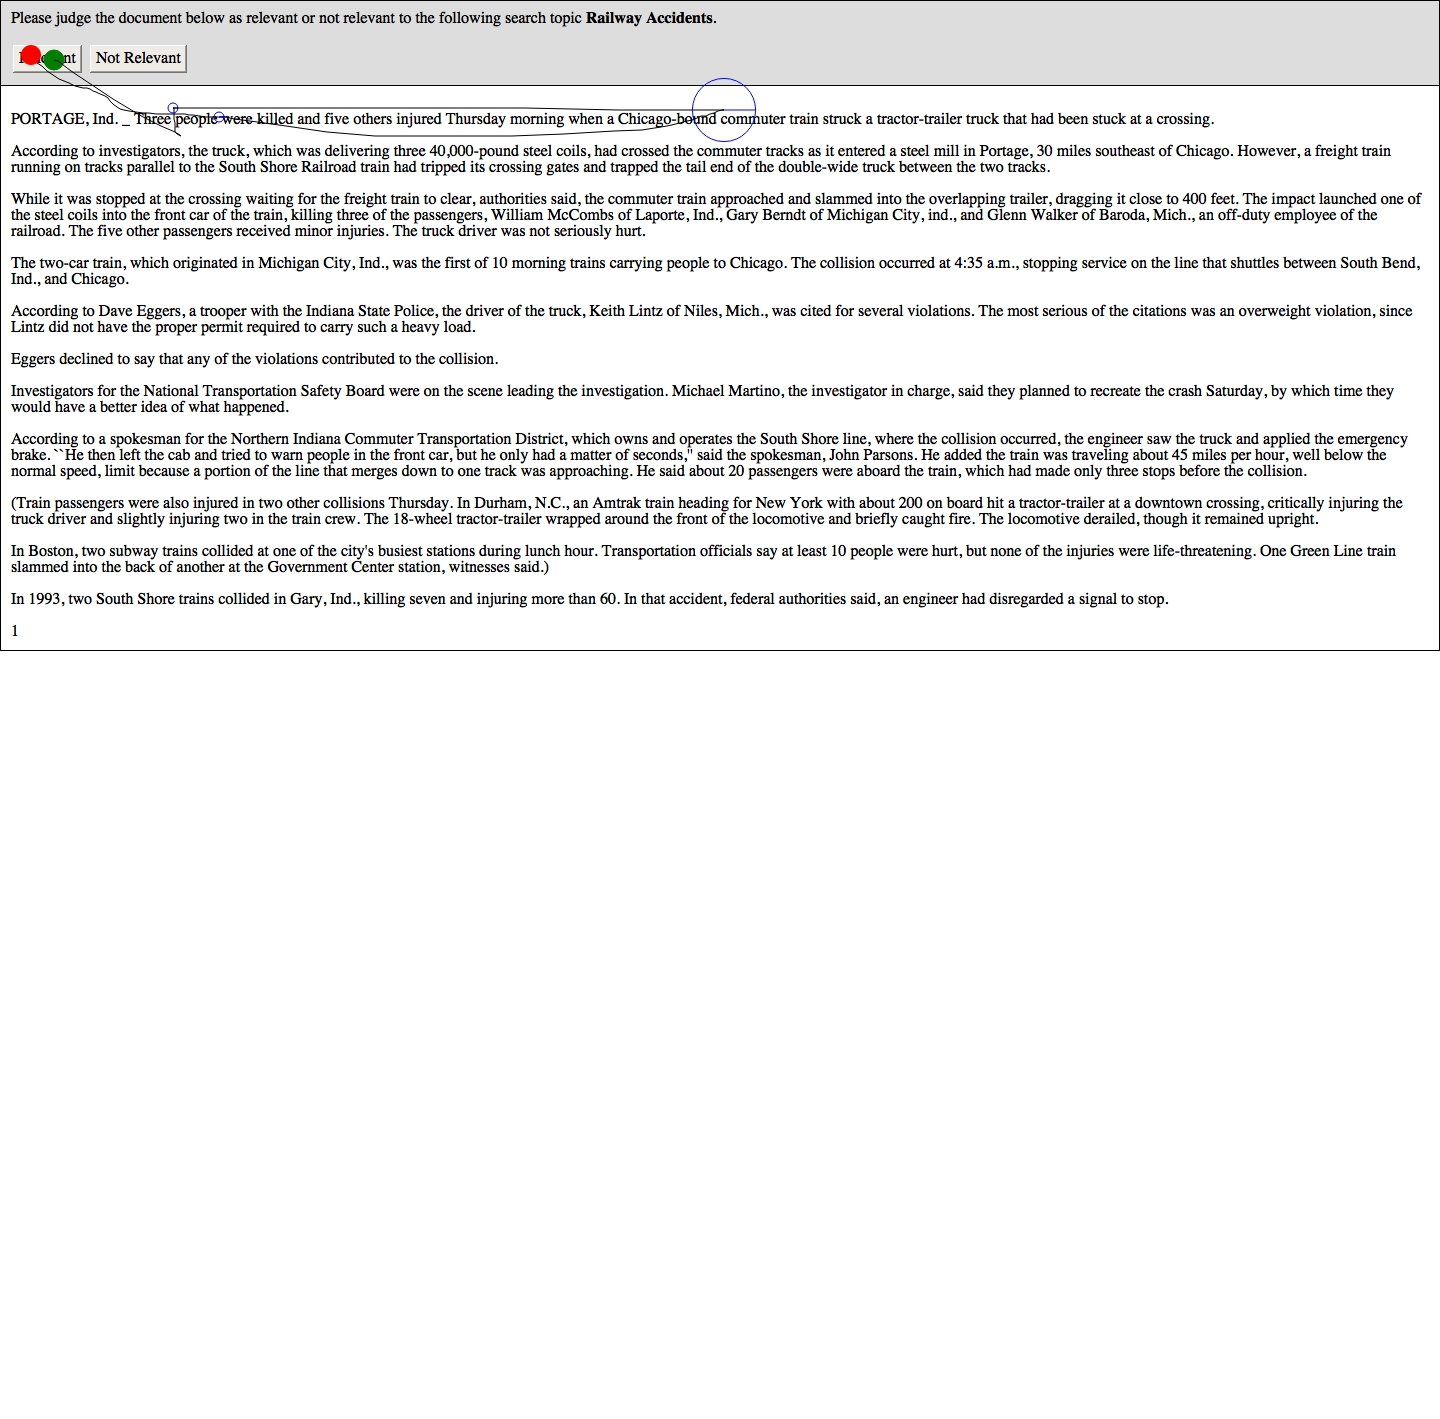 Please judge the document below as relevant or not relevant to the following search topic Railway Accidents.
Not Relevant
PORTAGE, Ind. _ Three people were killed and five others injured Thursday morning when a Chicago-bound commuter train struck a tractor-trailer truck that had been stuck at a crossing.
According to investigators, the truck, which was delivering three 40,000-pound steel coils, had crossed the commuter tracks as it entered a steel mill in Portage, 30 miles southeast of Chicago. However, a freight train
running on tracks parallel to the South Shore Railroad train had tripped its crossing gates and trapped the tail end of the double-wide truck between the two tracks.
While it was stopped at the crossing waiting for the freight train to clear, authorities said, the commuter train approached and slammed into the overlapping trailer, dragging it close to 400 feet. The impact launched one of
the steel coils into the front car of the train, killing three of the passengers, William McCombs of Laporte, Ind., Gary Berndt of Michigan City, ind., and Glenn Walker of Baroda, Mich., an off-duty employee of the
railroad. The five other passengers received minor injuries. The truck driver was not seriously hurt.
The two-car train, which originated in Michigan City, Ind., was the first of 10 morning trains carrying people to Chicago. The collision occurred at 4:35 a.m., stopping service on the line that shuttles between South Bend,
Ind., and Chicago.
According to Dave Eggers, a trooper with the Indiana State Police, the driver of the truck, Keith Lintz of Niles, Mich., was cited for several violations. The most serious of the citations was an overweight violation, since
Lintz did not have the proper permit required to carry such a heavy load.
Eggers declined to say that any of the violations contributed to the collision.
Investigators for the National Transportation Safety Board were on the scene leading the investigation. Michael Martino, the investigator in charge, said they planned to recreate the crash Saturday, by which time they
would have a better idea of what happened.
According to a spokesman for the Northern Indiana Commuter Transportation District, which owns and operates the South Shore line, where the collision occurred, the engineer saw the truck and applied the emergency
brake. ``He then left the cab and tried to warn people in the front car, but he only had a matter of seconds,'' said the spokesman, John Parsons. He added the train was traveling about 45 miles per hour, well below the
normal speed, limit because a portion of the line that merges down to one track was approaching. He said about 20 passengers were aboard the train, which had made only three stops before the collision.
(Train passengers were also injured in two other collisions Thursday. In Durham, N.C., an Amtrak train heading for New York with about 200 on board hit a tractor-trailer at a downtown crossing, critically injuring the
truck driver and slightly injuring two in the train crew. The 18-wheel tractor-trailer wrapped around the front of the locomotive and briefly caught fire. The locomotive derailed, though it remained upright.
In Boston, two subway trains collided at one of the city's busiest stations during lunch hour. Transportation officials say at least 10 people were hurt, but none of the injuries were life-threatening. One Green Line train
slammed into the back of another at the Government Center station, witnesses said.)
In 1993, two South Shore trains collided in Gary, Ind., killing seven and injuring more than 60. In that accident, federal authorities said, an engineer had disregarded a signal to stop.
1